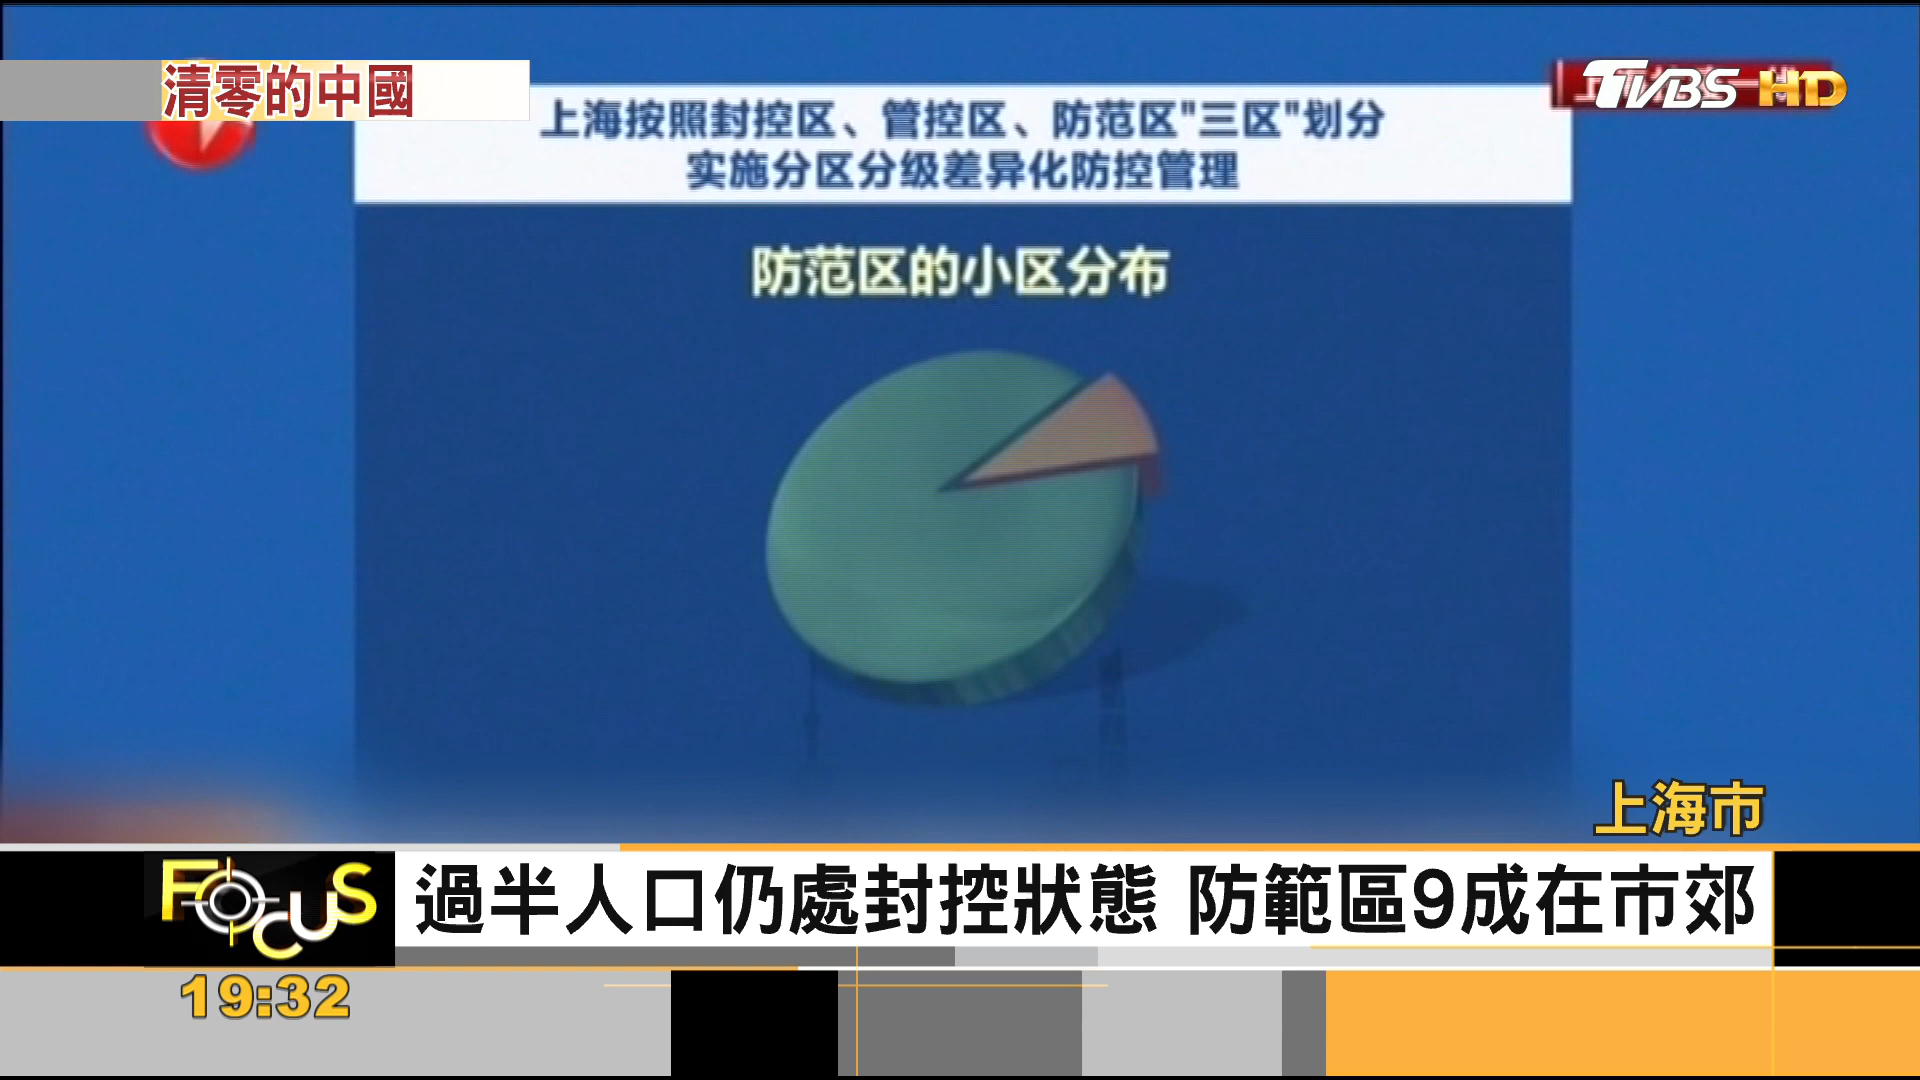 清零的中國
TVBS HD
上海按照封控区、管控区、防范区"三区"划分
实施分区分级差异化防控管理
防范区的小区分布
上海市
FOCUS
過半人口仍處封控狀態 防範區9成在市郊
19:32